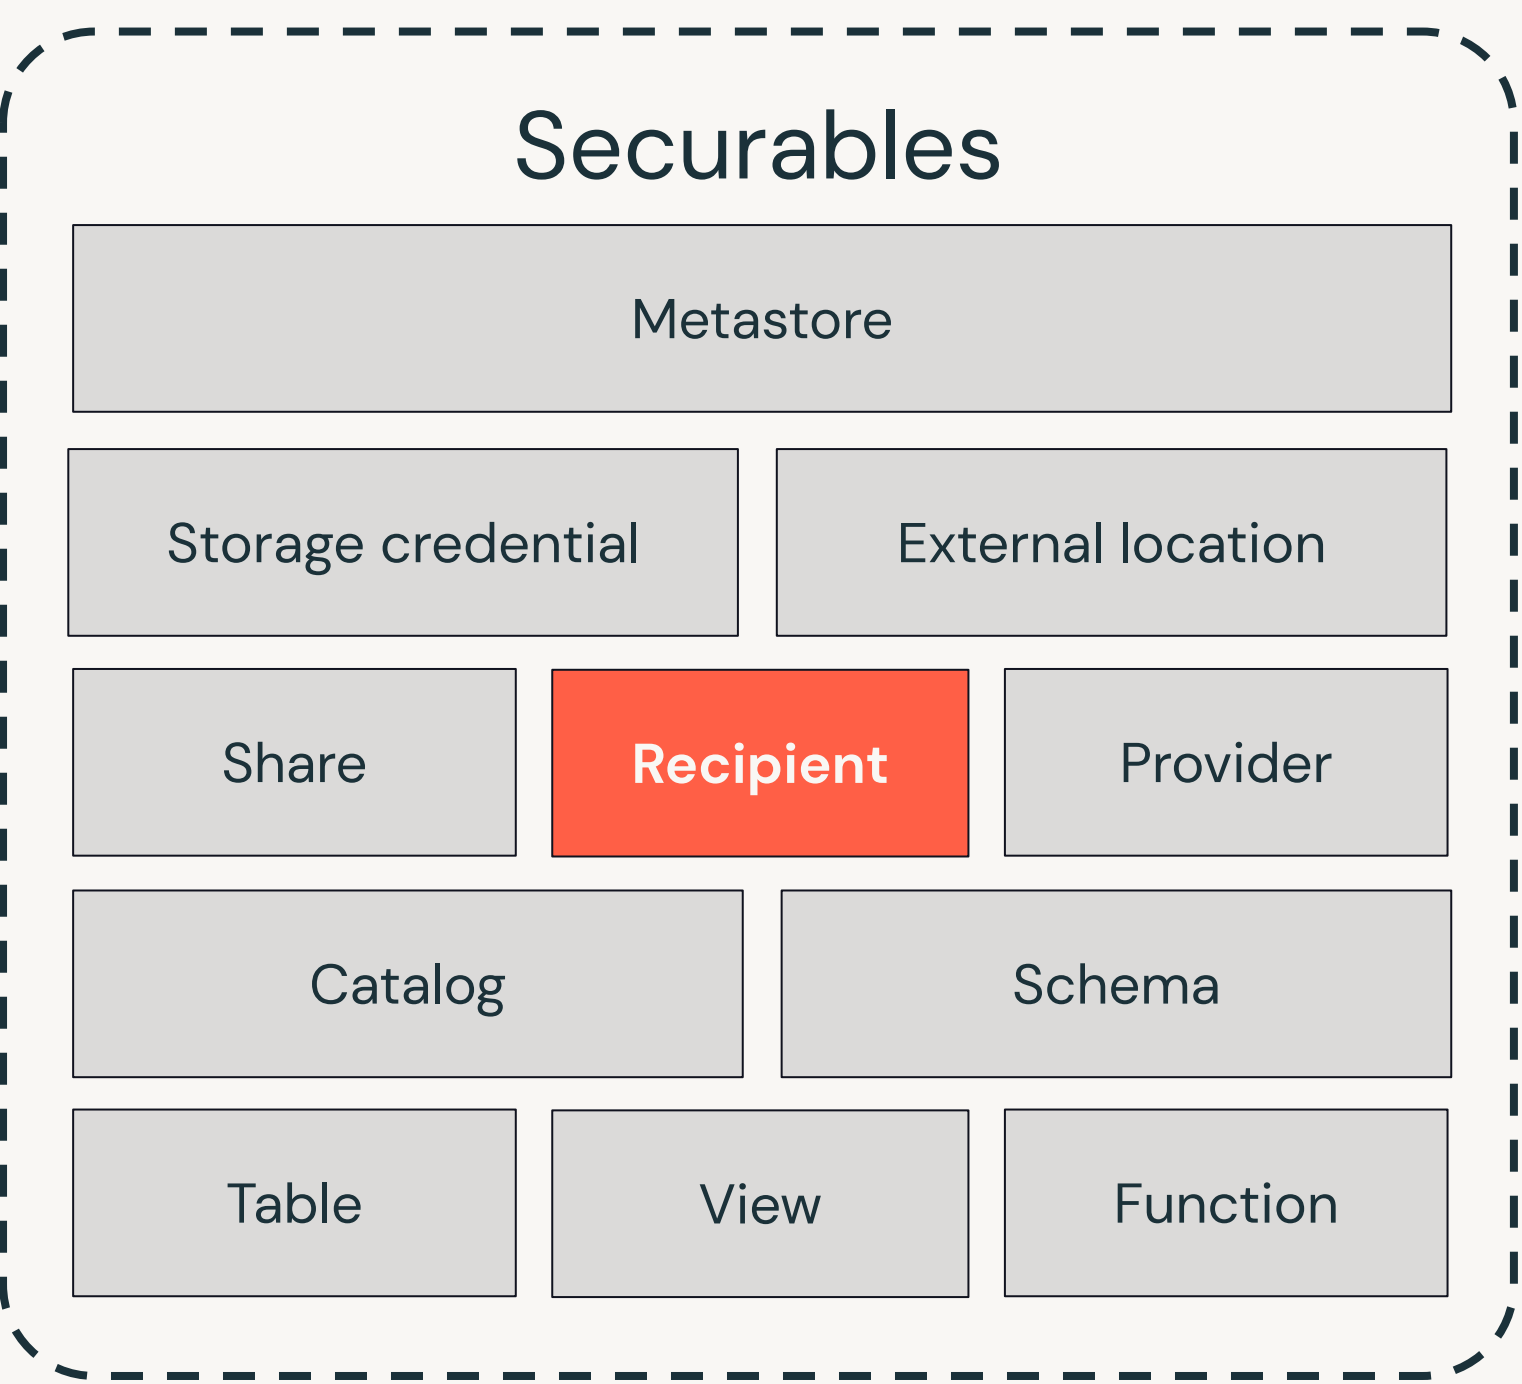 Securables
Metastore
Storage credential
External location
Share
Recipient
Provider
Catalog
Schema
Table
View
Function